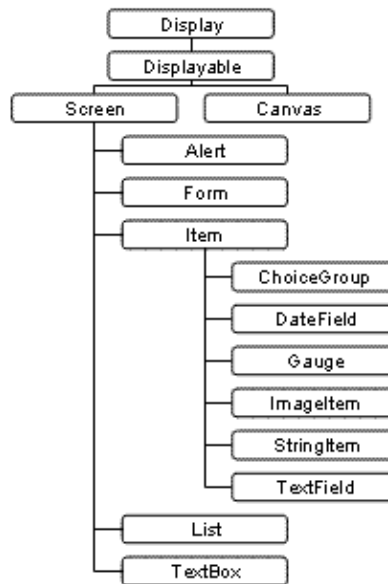 Display
Displayable
Screen
Canvas
Alert
Form
Item
ChoiceGroup
DateField
Gauge
ImageItem
StringItem
TextField
List
TextBox